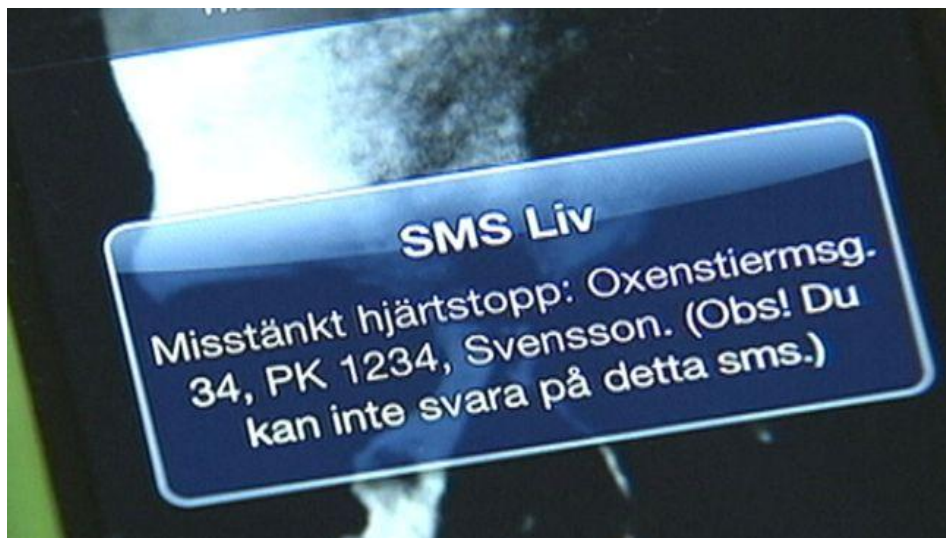 SMS Liv
Misstänkt hjärtstopp: Oxenstiermsg.
34, PK 1234, Svensson. (Obs! Du
kan inte svara på detta sms.)